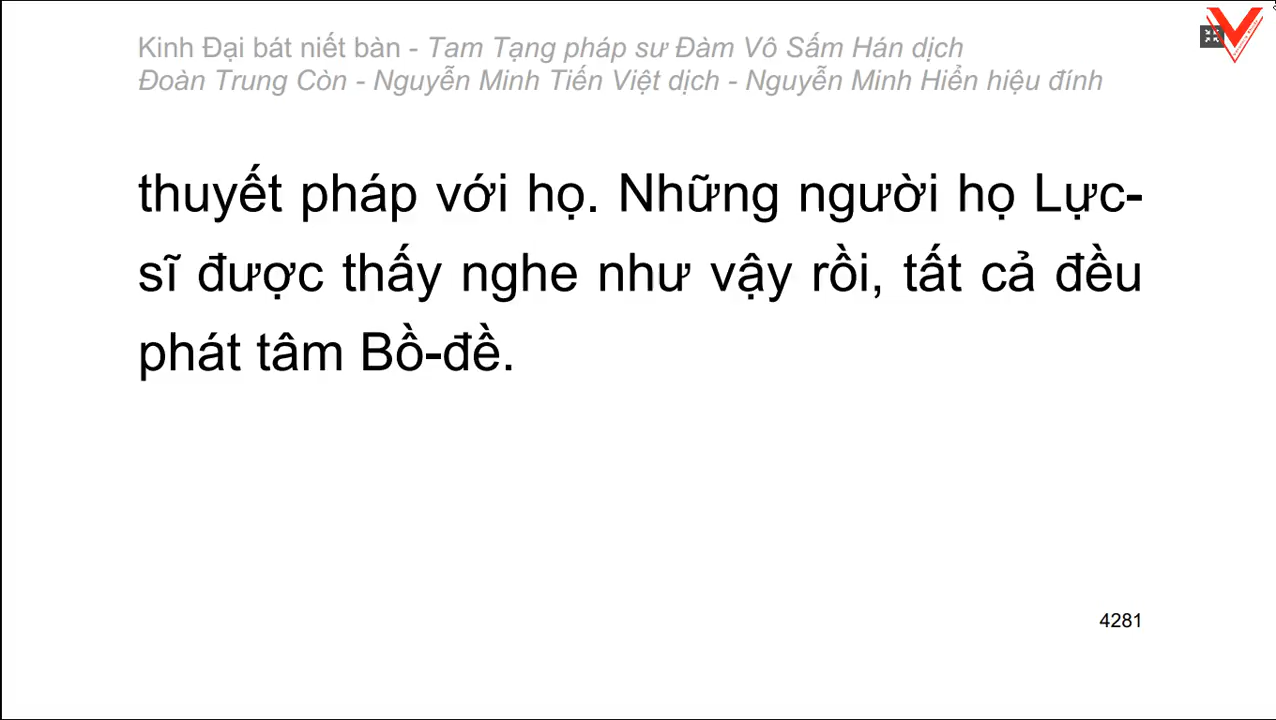 Kinh Đại bát niết bàn - Tam Tạng pháp sư Đàm Vô Sấm Hán dịch
Đoàn Trung Còn - Nguyễn Minh Tiến Việt dịch - Nguyễn Minh Hiển hiệu đính
thuyết pháp với họ. Những người họ Lực-
sĩ được thấy nghe như vậy rồi, tất cả đều
phát tâm Bồ-đề.
4281